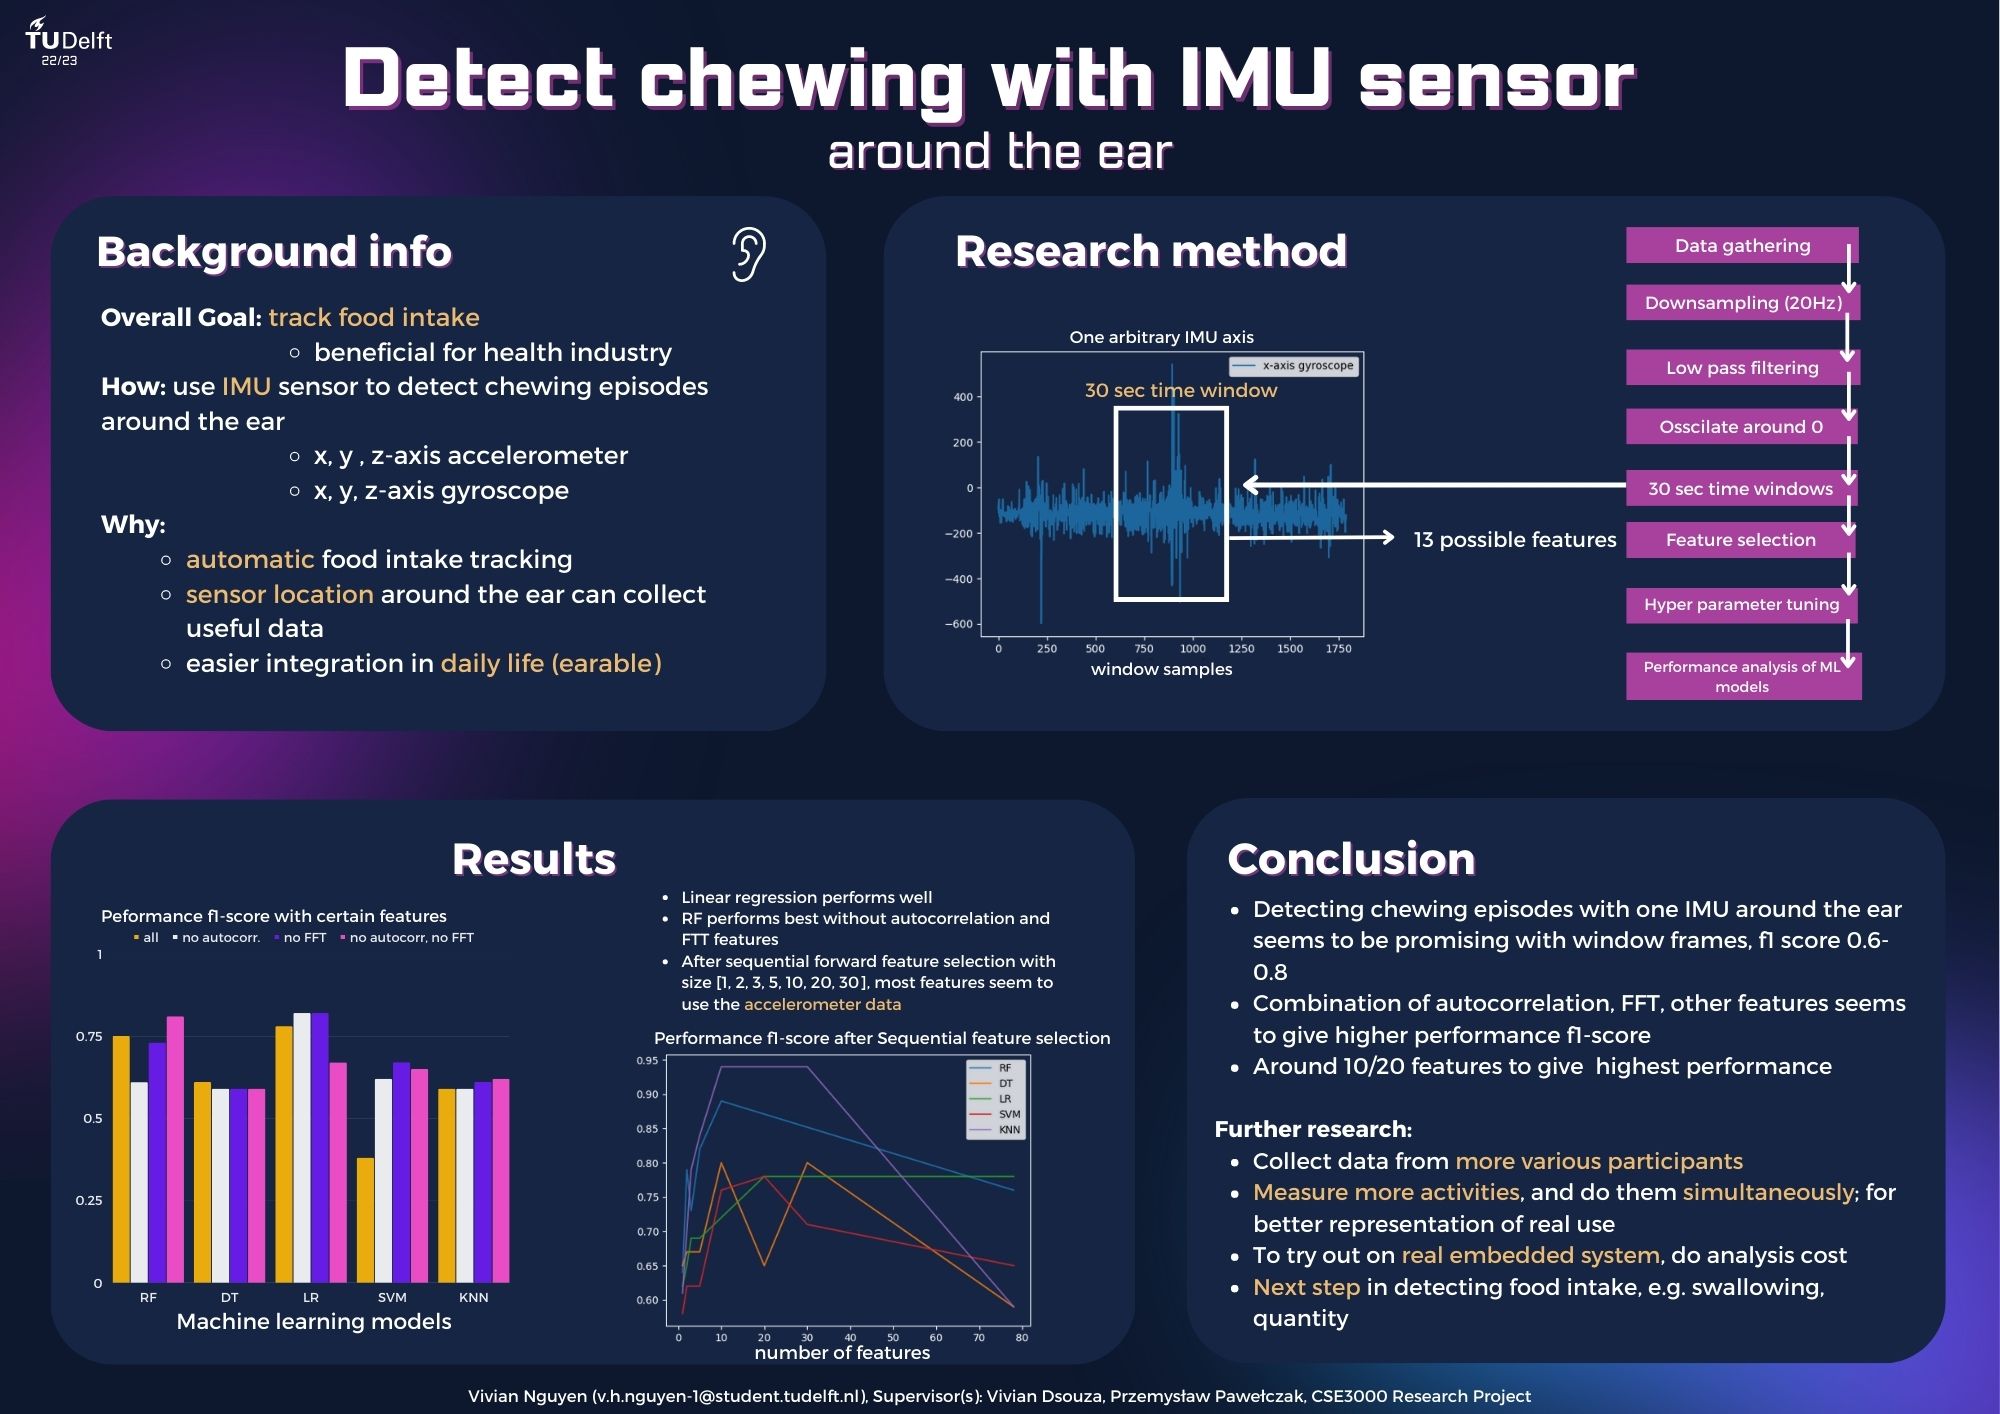 TUDelft
22/23
Detect chewing with IMU sensor
around the ear
Background info
Overall Goal: track food intake
beneficial for health industry
How: use IMU sensor to detect chewing episodes
around the ear
x, y , z-axis accelerometer
x, y, z-axis gyroscope
Why:
automatic food intake tracking
sensor location around the ear can collect
useful data
easier integration in daily life (earable)
Research method
One arbitrary IMU axis
x-axis gyroscope
30 sec time window
400
200
0
−200
−400
−600
0 250 500 750 1000 1250 1500 1750
window samples
13 possible features
Data gathering
Downsampling (20Hz)
Low pass filtering
Osscilate around 0
30 sec time windows
Feature selection
Hyper parameter tuning
Performance analysis of ML
models
Results
Peformance f1-score with certain features
all no autocorr. no FFT no autocorr, no FFT
1
0.75
0.5
0.25
0
RF DT LR SVM KNN
Machine learning models
Linear regression performs well
RF performs best without autocorrelation and
FTT features
After sequential forward feature selection with
size [1, 2, 3, 5, 10, 20, 30], most features seem to
use the accelerometer data
Performance f1-score after Sequential feature selection
0.95
0.90
0.85
0.80
0.75
0.70
0.65
0.60
RF
DT
LR
SVM
KNN
0 10 20 30 40 50 60 70 80
number of features
Conclusion
Detecting chewing episodes with one IMU around the ear
seems to be promising with window frames, f1 score 0.6-
0.8
Combination of autocorrelation, FFT, other features seems
to give higher performance f1-score
Around 10/20 features to give highest performance
Further research:
Collect data from more various participants
Measure more activities, and do them simultaneously; for
better representation of real use
To try out on real embedded system, do analysis cost
Next step in detecting food intake, e.g. swallowing,
quantity
Vivian Nguyen (v.h.nguyen-1@student.tudelft.nl), Supervisor(s): Vivian Dsouza, Przemysław Pawełczak, CSE3000 Research Project